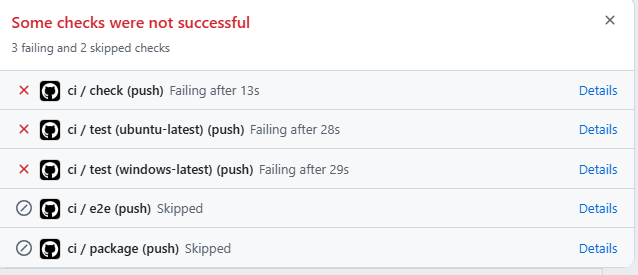 Some checks were not successful
3 failing and 2 skipped checks
ci / check (push) Failing after 13s Details
ci / test (ubuntu-latest) (push) Failing after 28s Details
ci / test (windows-latest) (push) Failing after 29s Details
ci / e2e (push) Skipped Details
ci / package (push) Skipped Details